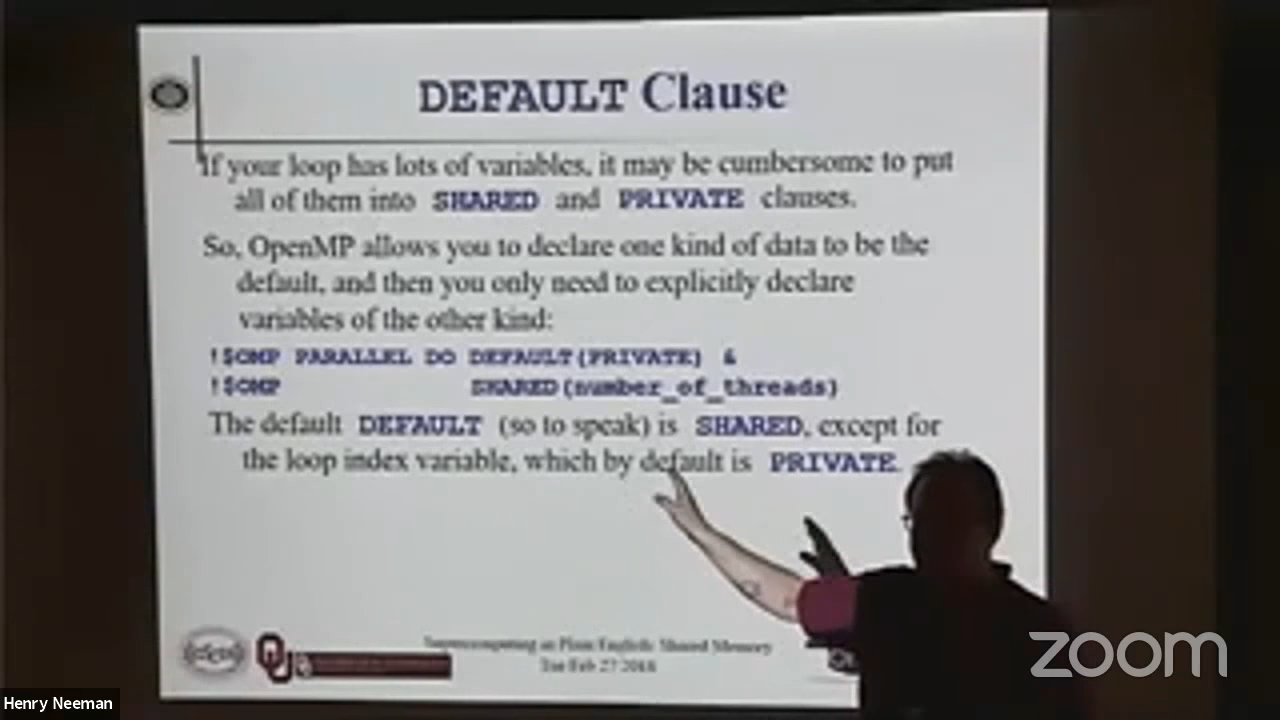 DEFAULT Clause
If your loop has lots of variables, it may be cumbersome to put
all of them into SHARED and PRIVATE clauses.
So, OpenMP allows you to declare one kind of data to be the
default, and then you only need to explicitly declare
variables of the other kind:
!$OMP PARALLEL DO DEFAULT(PRIVATE) &
!$OMP SHARED(number_of_threads)
The default DEFAULT (so to speak) is SHARED, except for
the loop index variable, which by default is PRIVATE.
Supercomputing in Plain English: Shared Memory
Tue Feb 27 2018
zoom
Henry Neeman